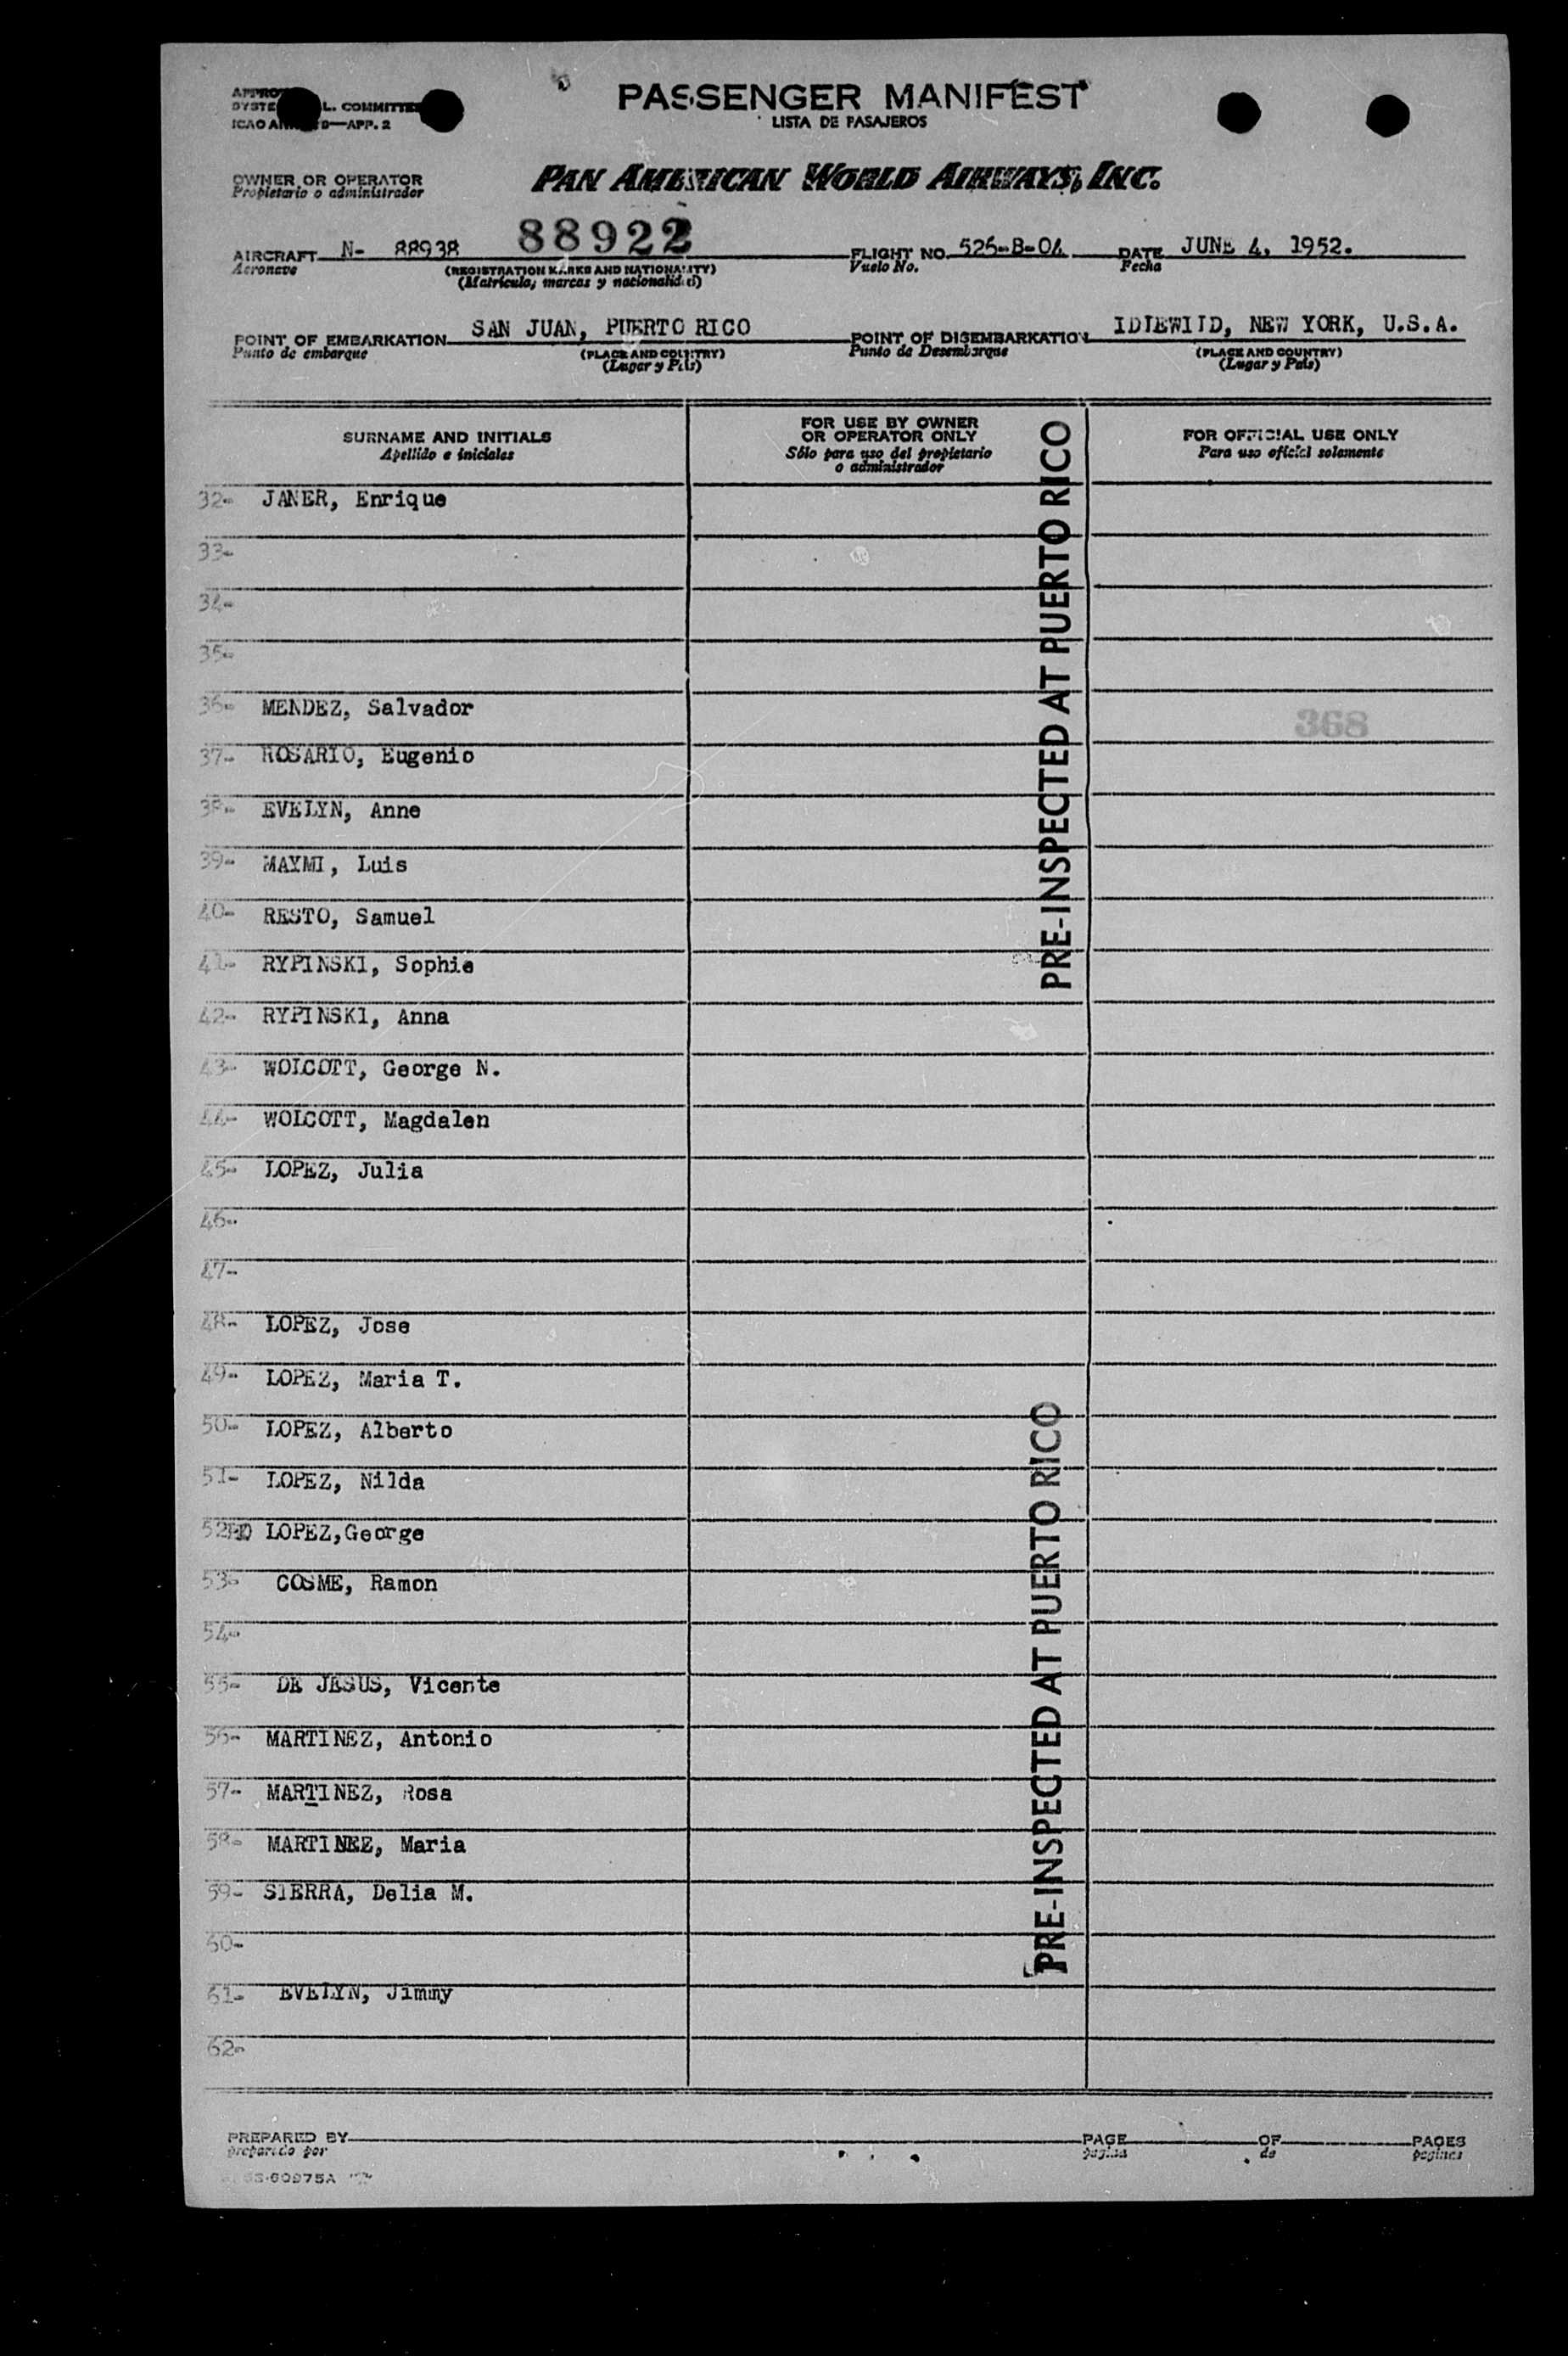 PASSENGER MANIFEST
LISTA DE PASAJEROS
L. COMMITTEE
APP. 2
OWNER OR OPERATOR
Propietario o administrador
PAN AMERICAN WORLD AIRWAYS, INC.
AIRCRAFT N- 88938 88922 FLIGHT NO. 526-B-04 DATE JUNE 4, 1952.
Aeronave (REGISTRATION MARKS AND NATIONALITY) Vuelo No. Fecha
(Matrícula, marcas y nacionalidad)
POINT OF EMBARKATION SAN JUAN, PUERTO RICO POINT OF DISEMBARKATION IDLEWILD, NEW YORK, U.S.A.
Punto de embarque (PLACE AND COUNTRY) Punto de Desembarque (PLACE AND COUNTRY)
(Lugar y País) (Lugar y País)
SURNAME AND INITIALS
Apellido e iniciales
FOR USE BY OWNER
OR OPERATOR ONLY
Sólo para uso del propietario
o administrador
FOR OFFICIAL USE ONLY
Para uso oficial solamente
PRE-INSPECTED AT PUERTO RICO
32- JANER, Enrique
33-
34-
35-
36- MENDEZ, Salvador
368
37- ROSARIO, Eugenio
38- EVELYN, Anne
39- MAYMI, Luis
40- RESTO, Samuel
41- RYPINSKI, Sophie
42- RYPINSKI, Anna
43- WOLCOTT, George N.
44- WOLCOTT, Magdalen
45- LOPEZ, Julia
46-
47-
48- LOPEZ, Jose
49- LOPEZ, Maria T.
50- LOPEZ, Alberto
51- LOPEZ, Nilda
52 LOPEZ,George
53- COSME, Ramon
54-
55- DE JESUS, Vicente
56- MARTINEZ, Antonio
57- MARTINEZ, Rosa
58- MARTINEZ, Maria
59- SIERRA, Delia M.
60-
61- EVELYN, Jimmy
62-
PRE-INSPECTED AT PUERTO RICO
PREPARED BY PAGE OF PAGES
preparado por pagina de paginas